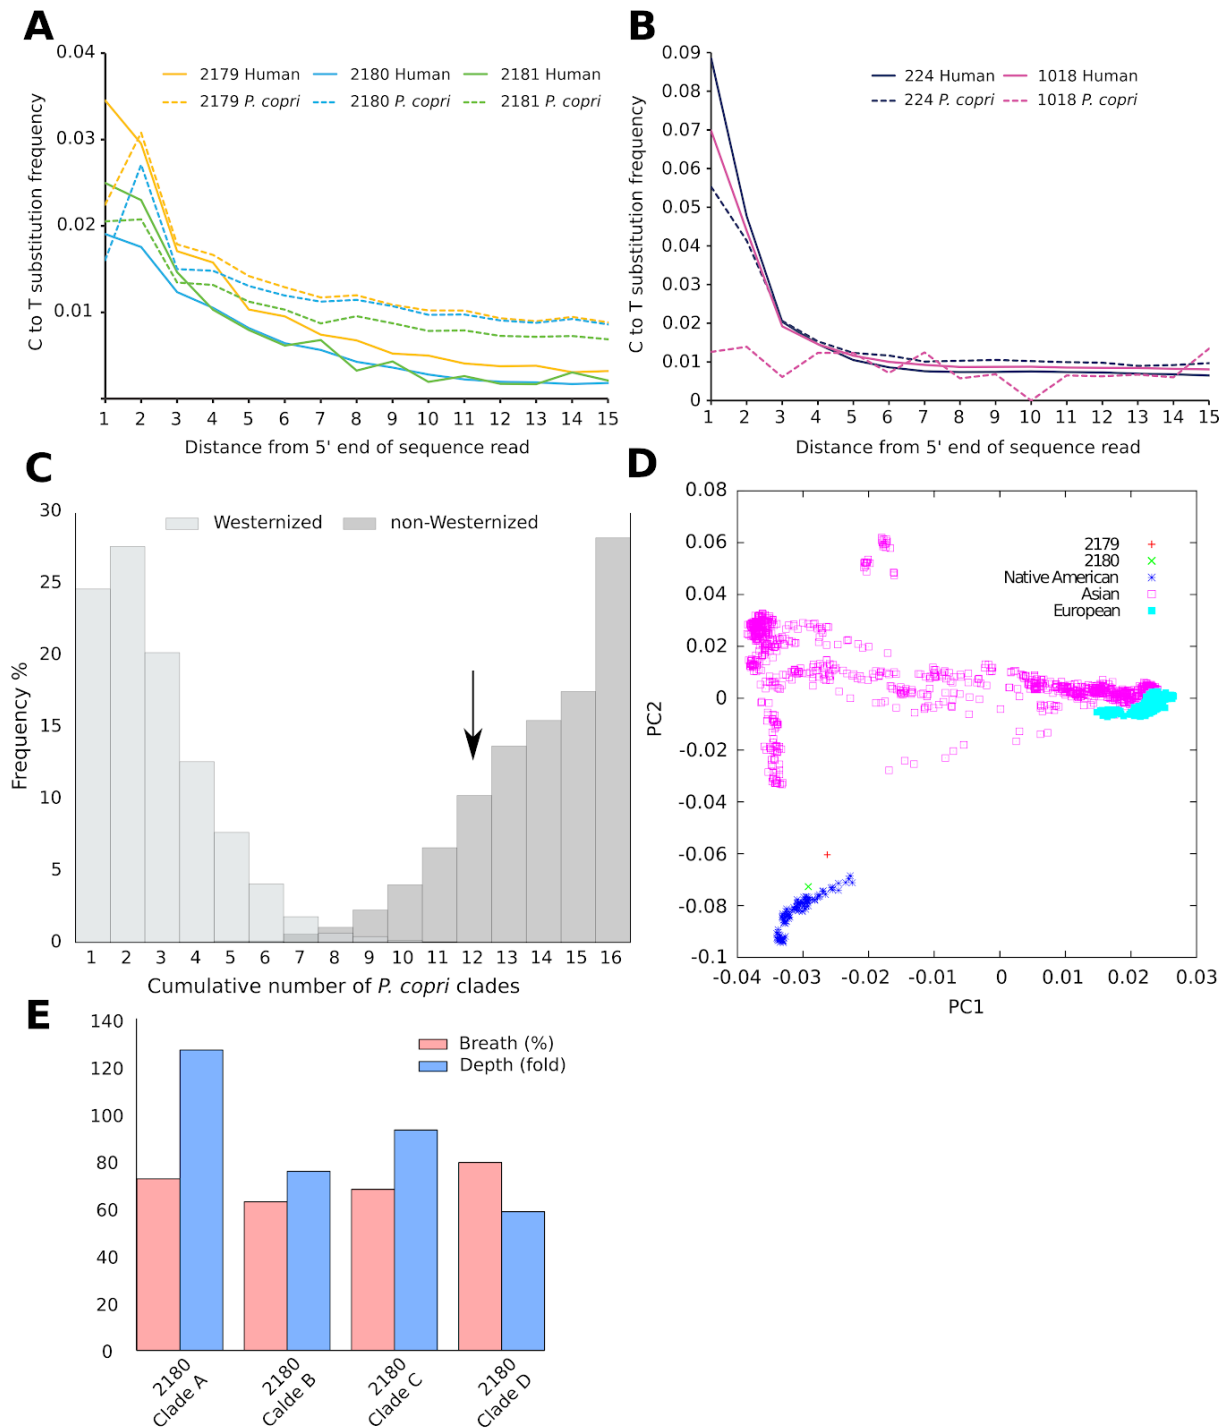 A
0.04
0.03
0.02
0.01
C to T substitution frequency
2179 Human
2180 Human
2181 Human
2179 P. copri
2180 P. copri
2181 P. copri
1 2 3 4 5 6 7 8 9 10 11 12 13 14 15
Distance from 5' end of sequence read
B
0.09
0.08
0.07
0.06
0.05
0.04
0.03
0.02
0.01
0
C to T substitution frequency
224 Human
1018 Human
224 P. copri
1018 P. copri
1 2 3 4 5 6 7 8 9 10 11 12 13 14 15
Distance from 5' end of sequence read
C
30
25
20
15
10
5
0
Frequency %
Westernized
non-Westernized
1 2 3 4 5 6 7 8 9 10 11 12 13 14 15 16
Cumulative number of P. copri clades
D
0.08
0.06
0.04
0.02
0
-0.02
-0.04
-0.06
-0.08
-0.1
PC2
2179
2180
Native American
Asian
European
-0.04 -0.03 -0.02 -0.01 0 0.01 0.02 0.03
PC1
E
140
120
100
80
60
40
20
0
Breath (%)
Depth (fold)
2180
Clade A
2180
Calde B
2180
Clade C
2180
Clade D